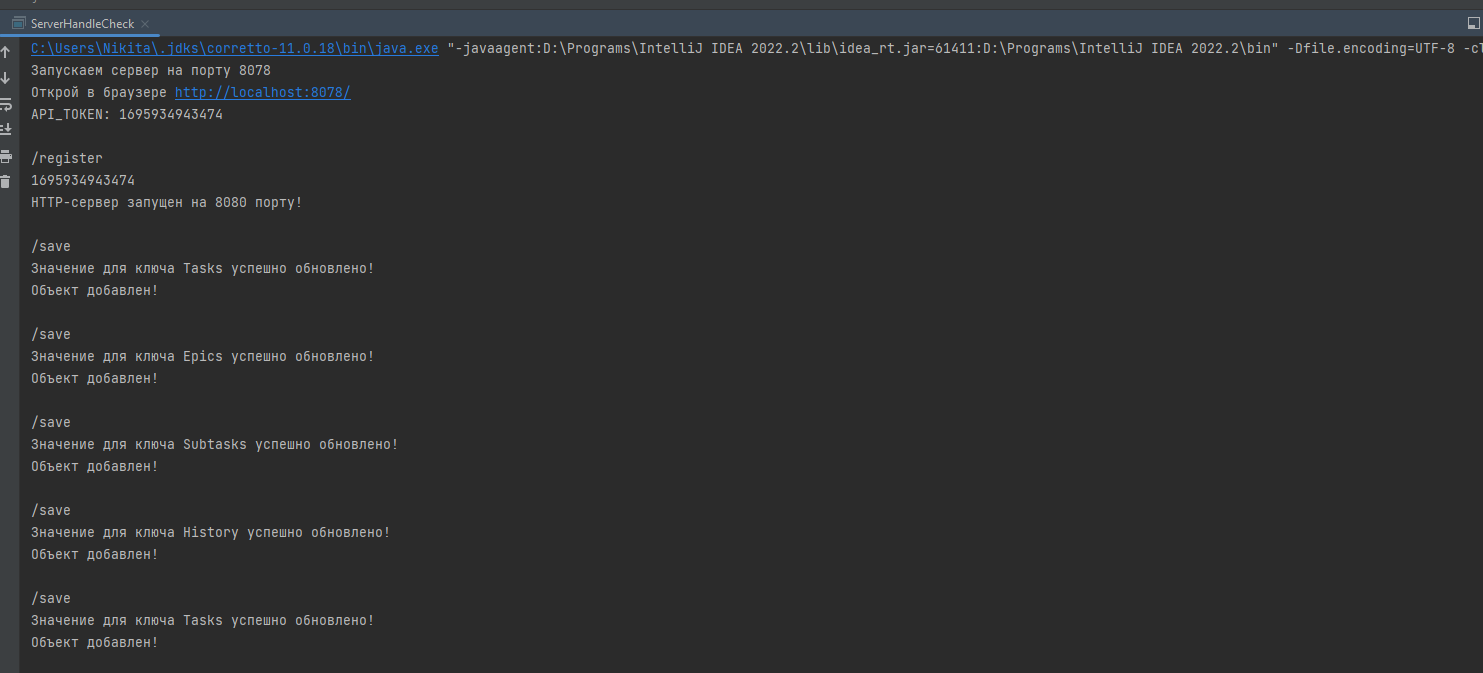 ServerHandleCheck
C:\Users\Nikita\.jdks\corretto-11.0.18\bin\java.exe "-javaagent:D:\Programs\IntelliJ IDEA 2022.2\lib\idea_rt.jar=61411:D:\Programs\IntelliJ IDEA 2022.2\bin" -Dfile.encoding=UTF-8 -cl
Запускаем сервер на порту 8078
Открой в браузере http://localhost:8078/
API_TOKEN: 1695934943474
/register
1695934943474
HTTP-сервер запущен на 8080 порту!
/save
Значение для ключа Tasks успешно обновлено!
Объект добавлен!
/save
Значение для ключа Epics успешно обновлено!
Объект добавлен!
/save
Значение для ключа Subtasks успешно обновлено!
Объект добавлен!
/save
Значение для ключа History успешно обновлено!
Объект добавлен!
/save
Значение для ключа Tasks успешно обновлено!
Объект добавлен!